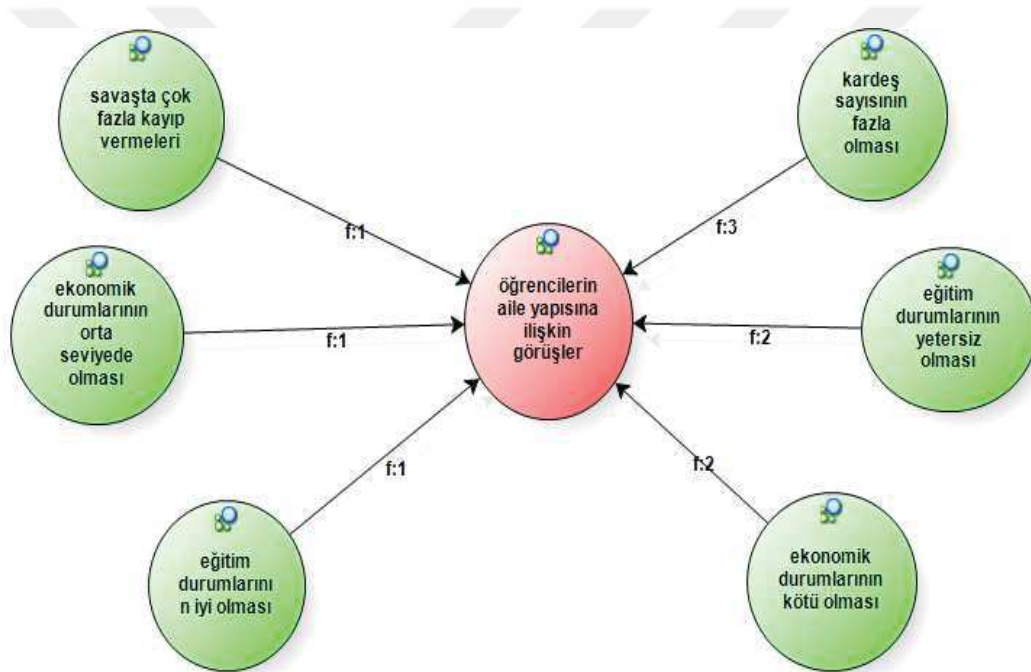 savaşta çok
fazla kayıp
vermeleri
kardeş
sayısının
fazla
olması
f:1
f:3
öğrencilerin
aile yapısına
ilişkin
görüşler
ekonomik
durumlarının
orta
seviyede
olması
f:1
eğitim
durumlarının
yetersiz
olması
f:2
f:1
f:2
eğitim
durumlarını
n iyi olması
ekonomik
durumlarının
kötü olması